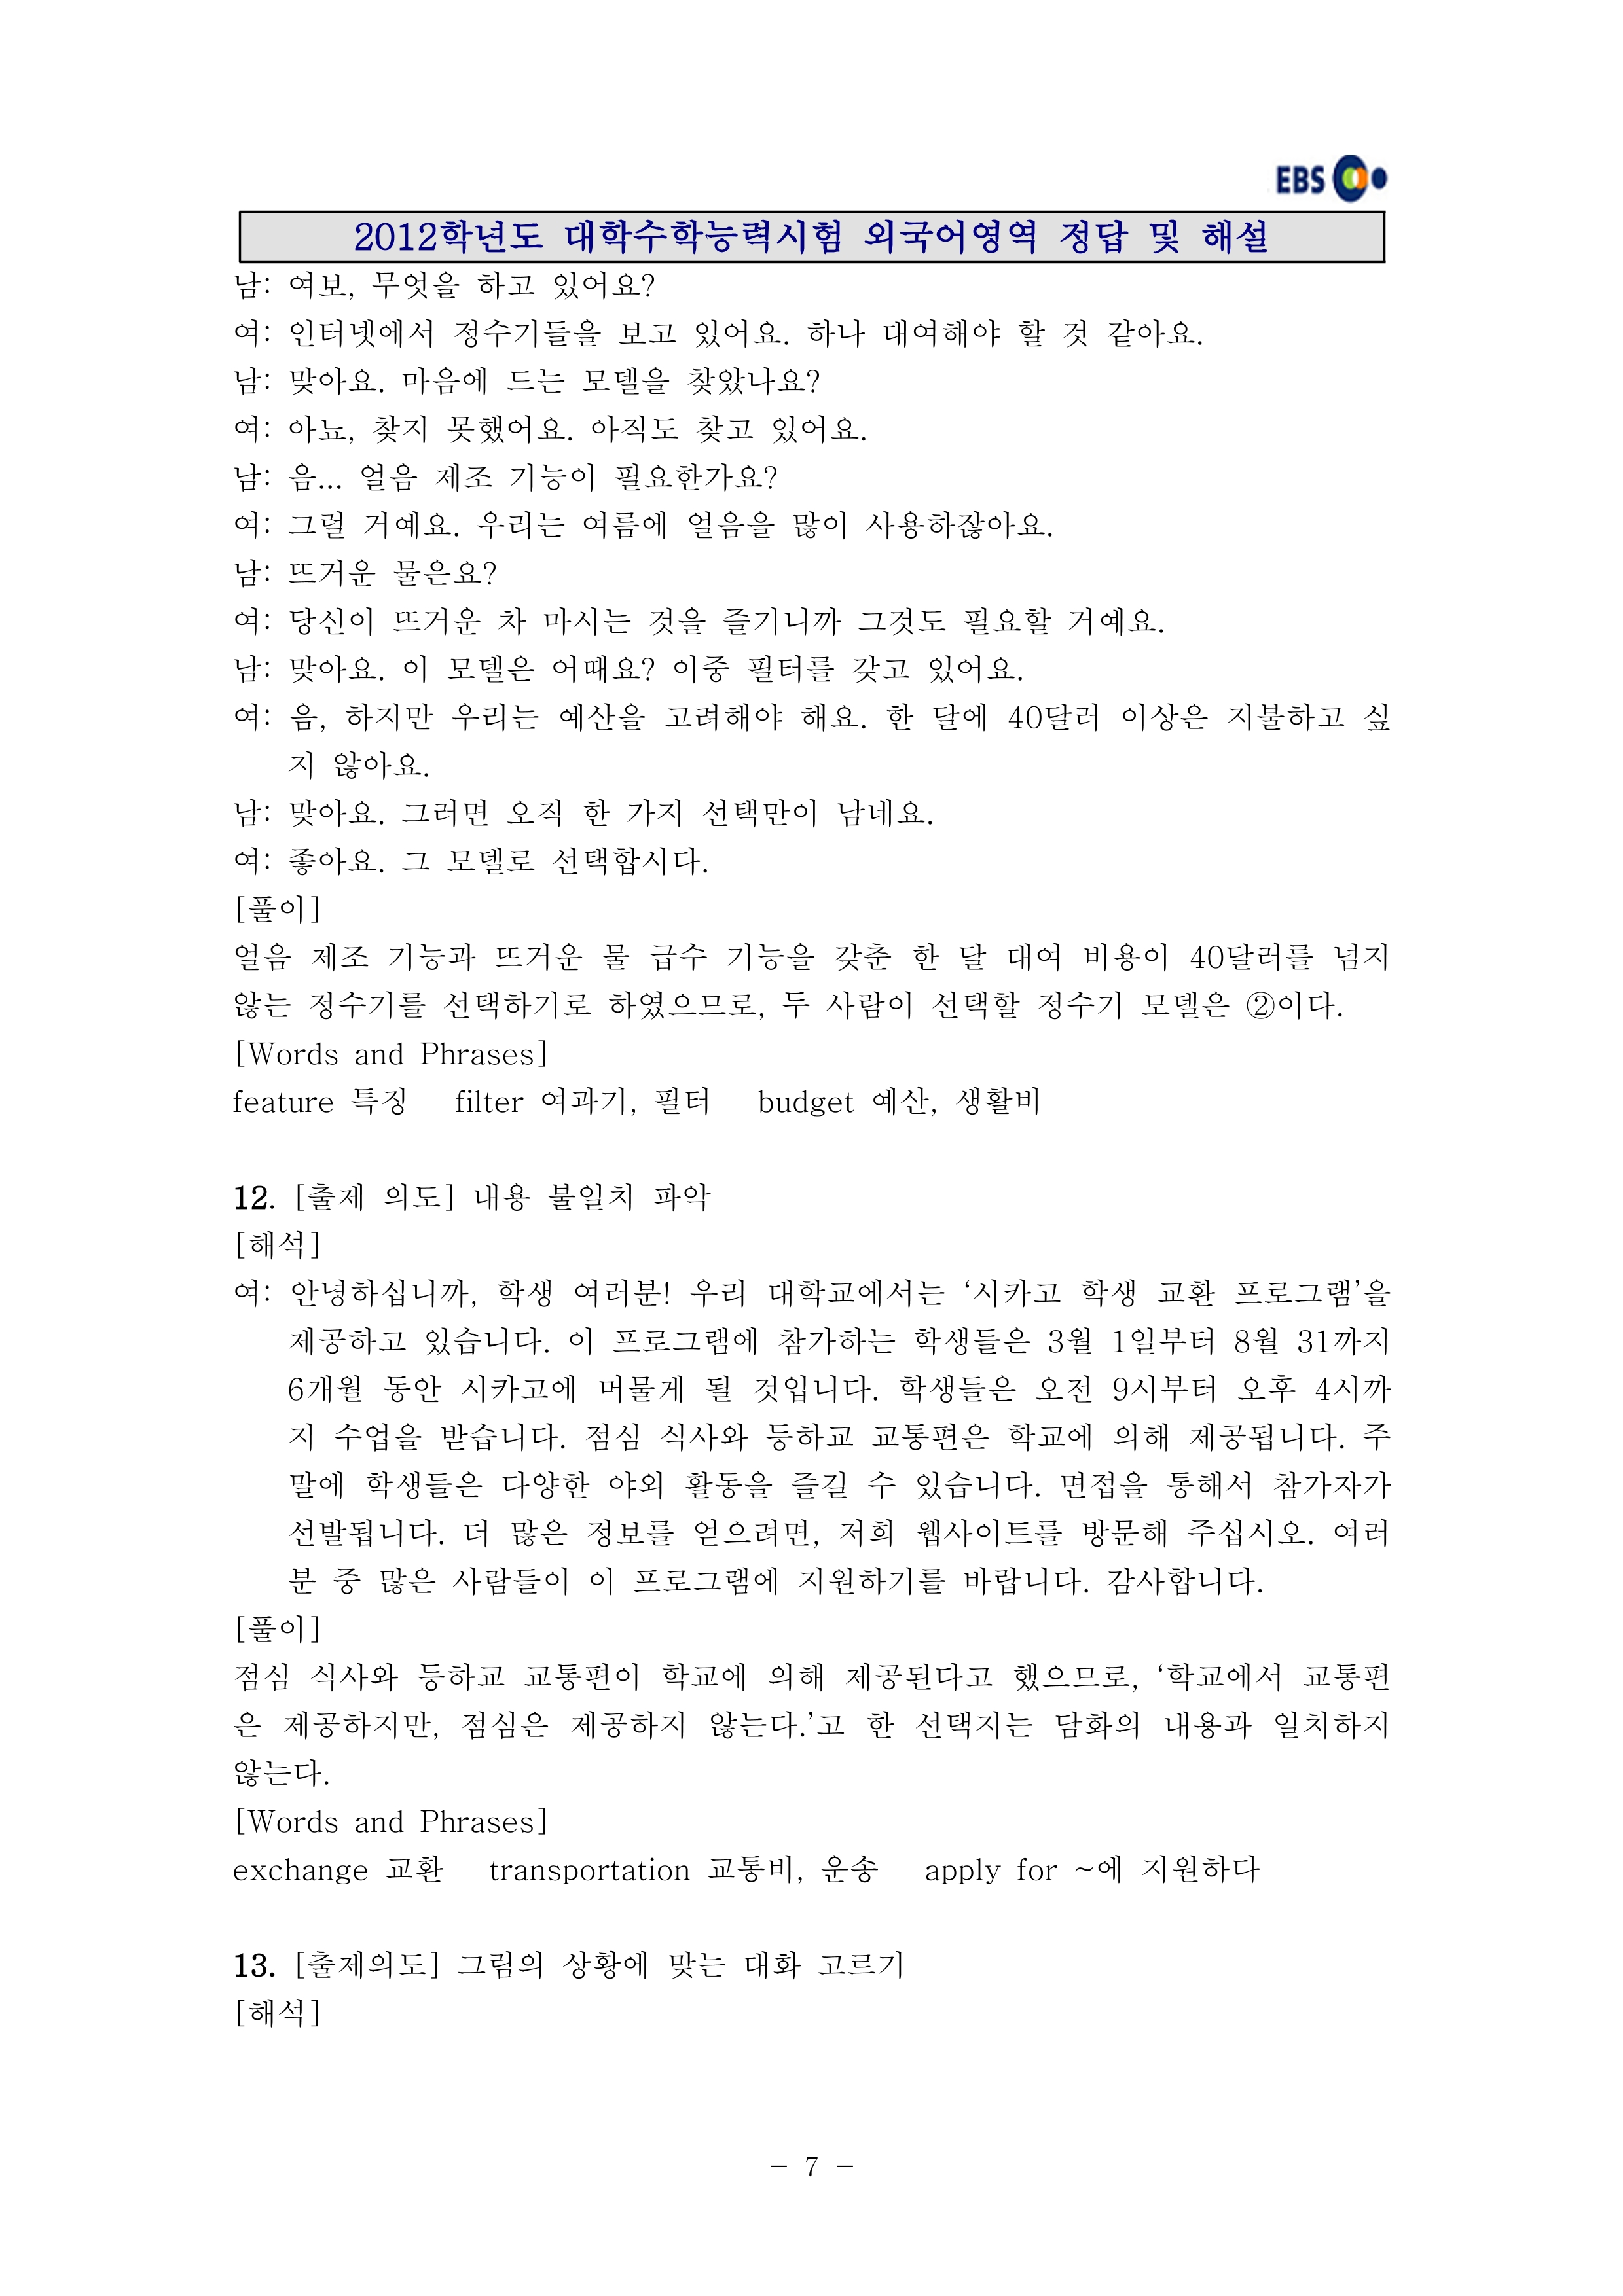 EBS
2012학년도 대학수학능력시험 외국어영역 정답 및 해설
남: 여보, 무엇을 하고 있어요?
여: 인터넷에서 정수기들을 보고 있어요. 하나 대여해야 할 것 같아요.
남: 맞아요. 마음에 드는 모델을 찾았나요?
여: 아뇨, 찾지 못했어요. 아직도 찾고 있어요.
남: 음... 얼음 제조 기능이 필요한가요?
여: 그럴 거예요. 우리는 여름에 얼음을 많이 사용하잖아요.
남: 뜨거운 물은요?
여: 당신이 뜨거운 차 마시는 것을 즐기니까 그것도 필요할 거예요.
남: 맞아요. 이 모델은 어때요? 이중 필터를 갖고 있어요.
여: 음, 하지만 우리는 예산을 고려해야 해요. 한 달에 40달러 이상은 지불하고 싶
지 않아요.
남: 맞아요. 그러면 오직 한 가지 선택만이 남네요.
여: 좋아요. 그 모델로 선택합시다.
[풀이]
얼음 제조 기능과 뜨거운 물 급수 기능을 갖춘 한 달 대여 비용이 40달러를 넘지
않는 정수기를 선택하기로 하였으므로, 두 사람이 선택할 정수기 모델은 ②이다.
[Words and Phrases]
feature 특징 filter 여과기, 필터 budget 예산, 생활비
12. [출제 의도] 내용 불일치 파악
[해석]
여: 안녕하십니까, 학생 여러분! 우리 대학교에서는 ‘시카고 학생 교환 프로그램’을
제공하고 있습니다. 이 프로그램에 참가하는 학생들은 3월 1일부터 8월 31까지
6개월 동안 시카고에 머물게 될 것입니다. 학생들은 오전 9시부터 오후 4시까
지 수업을 받습니다. 점심 식사와 등하교 교통편은 학교에 의해 제공됩니다. 주
말에 학생들은 다양한 야외 활동을 즐길 수 있습니다. 면접을 통해서 참가자가
선발됩니다. 더 많은 정보를 얻으려면, 저희 웹사이트를 방문해 주십시오. 여러
분 중 많은 사람들이 이 프로그램에 지원하기를 바랍니다. 감사합니다.
[풀이]
점심 식사와 등하교 교통편이 학교에 의해 제공된다고 했으므로, ‘학교에서 교통편
은 제공하지만, 점심은 제공하지 않는다.’고 한 선택지는 담화의 내용과 일치하지
않는다.
[Words and Phrases]
exchange 교환 transportation 교통비, 운송 apply for ~에 지원하다
13. [출제의도] 그림의 상황에 맞는 대화 고르기
[해석]
- 7 -